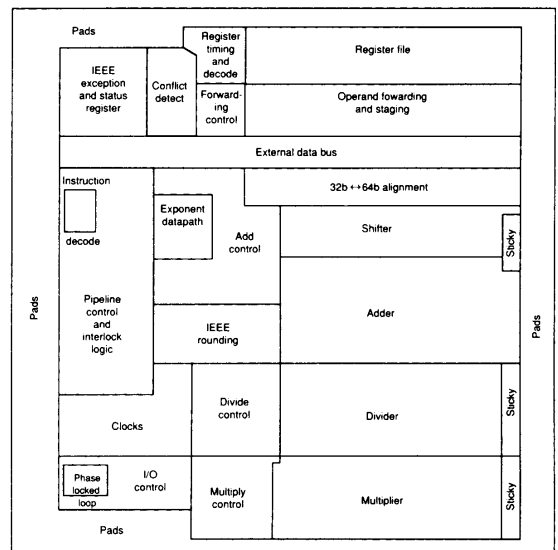 Pads
Register
timing
and
decode
Register file
IEEE
exception
and status
register
Conflict
detect
Forward-
ing
control
Operand fowarding
and staging
External data bus
Instruction
decode
Exponent
datapath
Add
control
32b ↔ 64b alignment
Shifter
Sticky
Pads
Pipeline
control
and
interlock
logic
IEEE
rounding
Adder
Pads
Clocks
Divide
control
Divider
Sticky
Phase
locked
loop
I/O
control
Multiply
control
Multiplier
Sticky
Pads